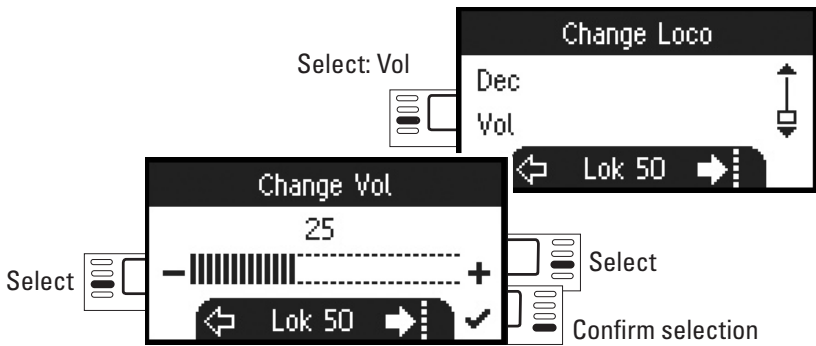 Change Loco
Select: Vol
Dec
Vol
Lok 50
Change Vol
25
Select
– +
Select
Lok 50
Confirm selection